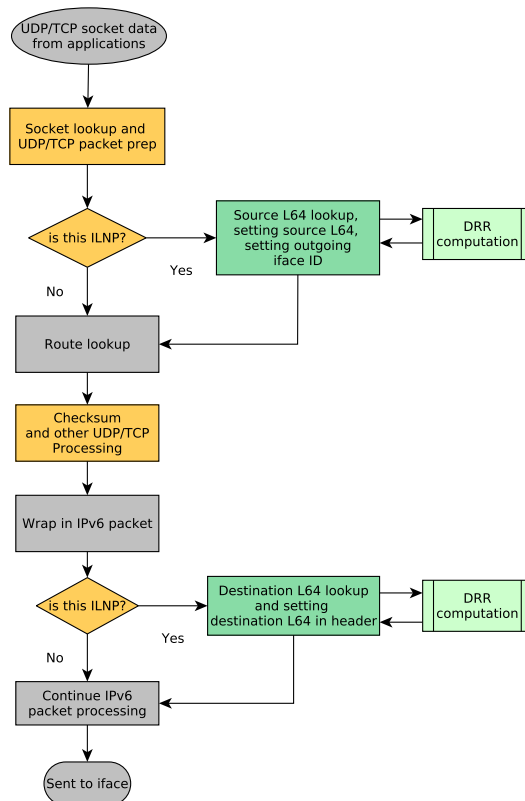 UDP/TCP socket data
from applications
Socket lookup and
UDP/TCP packet prep
is this ILNP?
Yes
No
Source L64 lookup,
setting source L64,
setting outgoing
iface ID
DRR
computation
Route lookup
Checksum
and other UDP/TCP
Processing
Wrap in IPv6 packet
is this ILNP?
Yes
No
Destination L64 lookup
and setting
destination L64 in header
DRR
computation
Continue IPv6
packet processing
Sent to iface